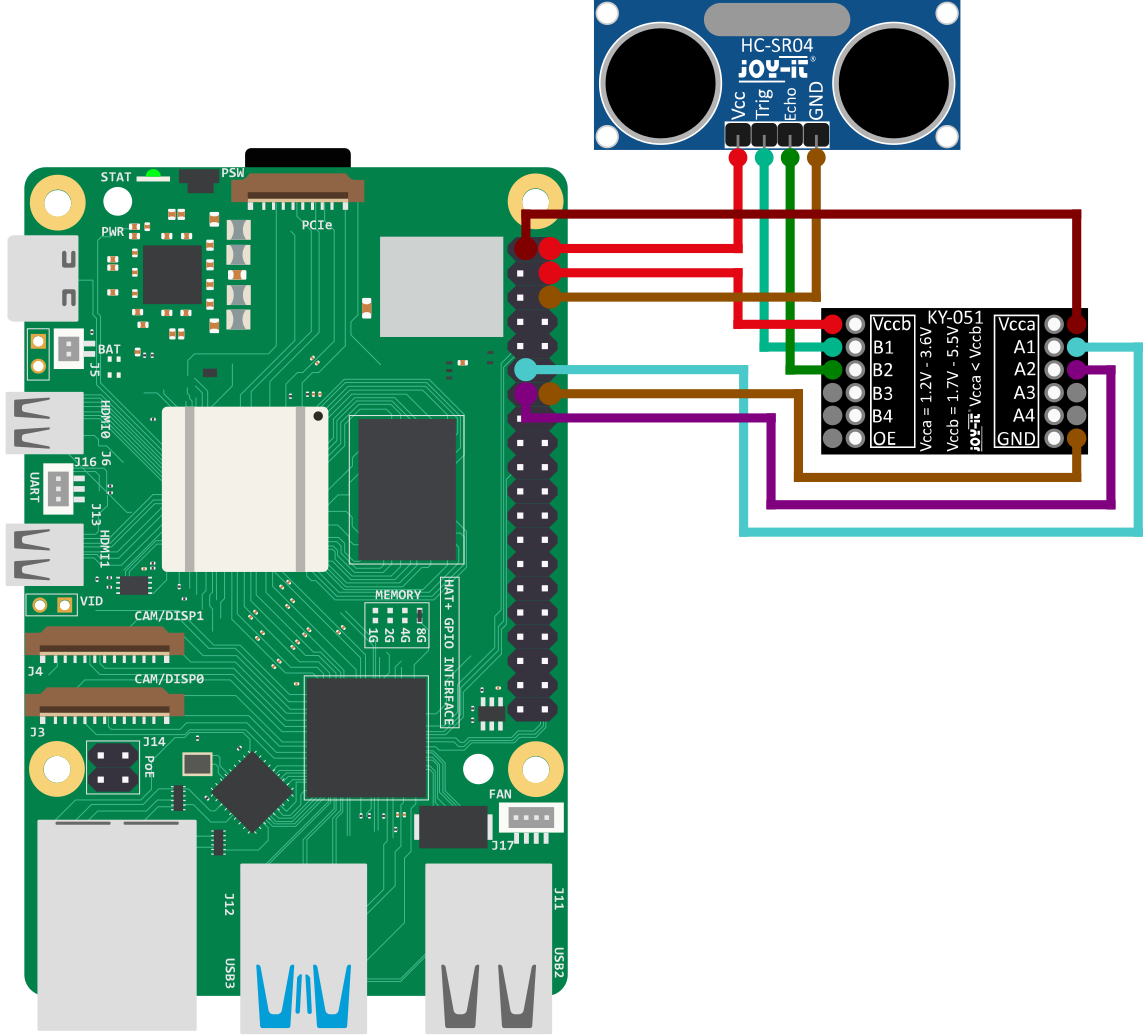 HC-SR04
JOY-IT®
Vcc
Trig
Echo
GND
STAT
PSW
PCIe
PWR
BAT
J5
HDMI0
J6
J16
UART
J13
HDMI1
VID
CAM/DISP1
J4
CAM/DISP0
J3
J14
PoE
MEMORY
1G
2G
4G
8G
HAT+ GPIO INTERFACE
FAN
J17
J12
USB3
J11
USB2
KY-051
Vccb
B1
B2
B3
B4
OE
Vcca = 1.12V - 3.6V
Vccb = 1.7V - 5.5V
JOY-IT Vcca < Vccb
Vcca
A1
A2
A3
A4
GND